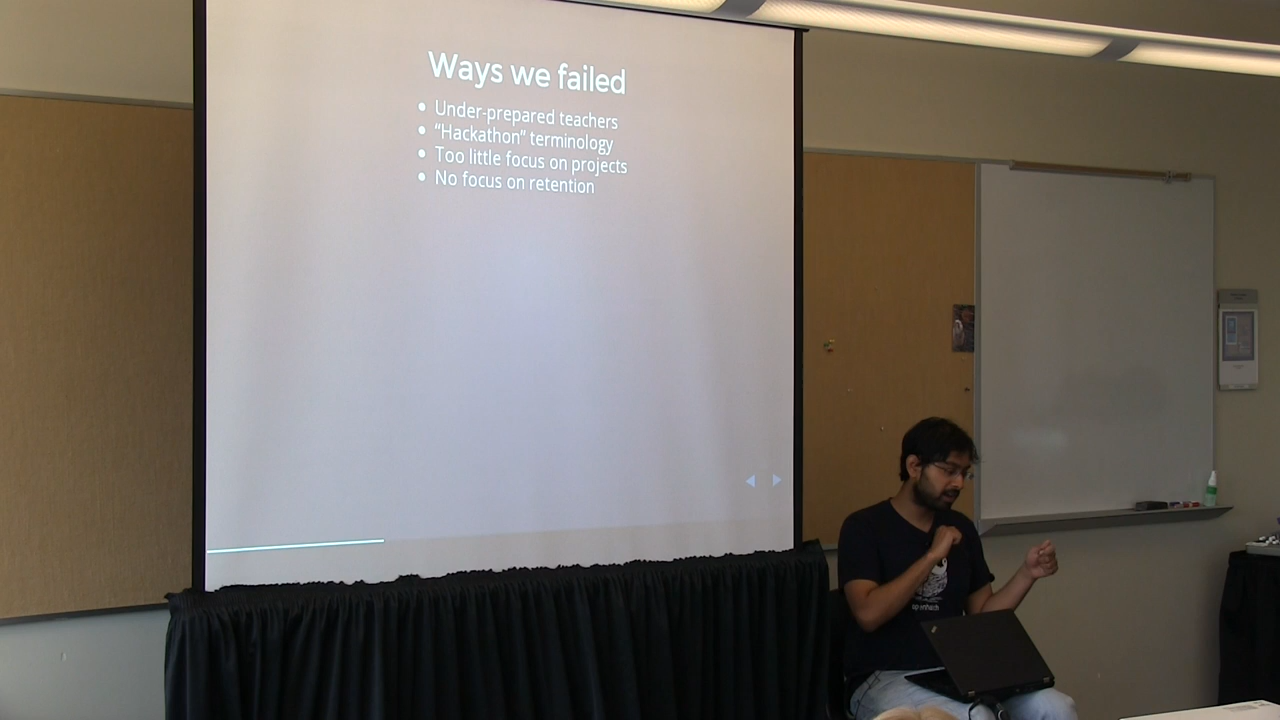 Ways we failed
• Under-prepared teachers
• “Hackathon” terminology
• Too little focus on projects
• No focus on retention